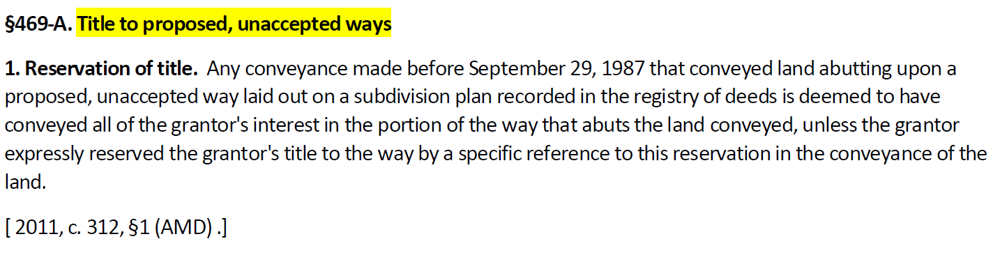 §469-A. Title to proposed, unaccepted ways
1. Reservation of title.  Any conveyance made before September 29, 1987 that conveyed land abutting upon a
proposed, unaccepted way laid out on a subdivision plan recorded in the registry of deeds is deemed to have
conveyed all of the grantor's interest in the portion of the way that abuts the land conveyed, unless the grantor
expressly reserved the grantor's title to the way by a specific reference to this reservation in the conveyance of the
land.
[ 2011, c. 312, §1 (AMD) .]